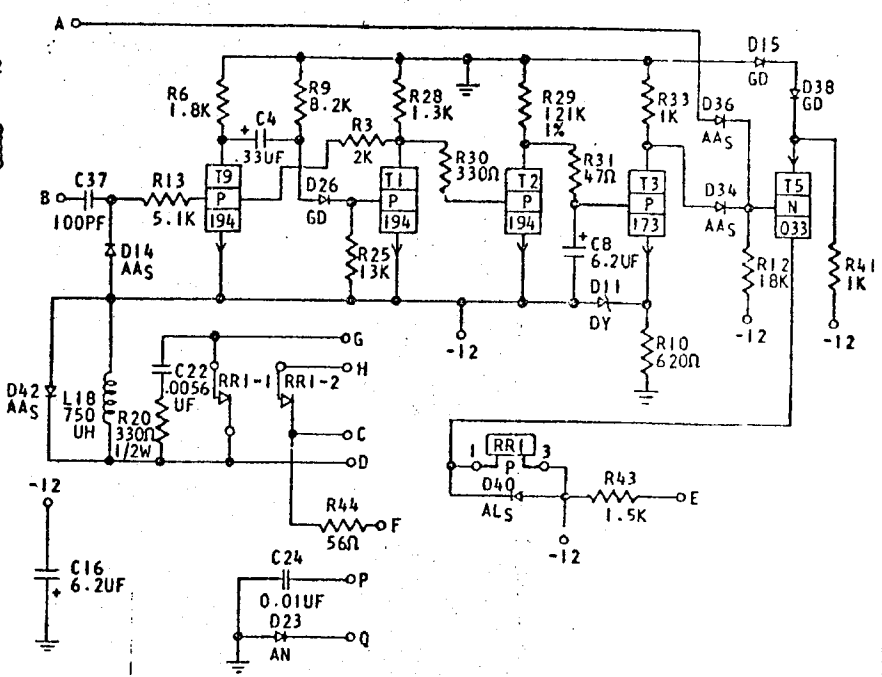 A
D15
GD
R6
1.8K
C4
+
.33UF
R9
8.2K
R28
1.3K
R3
2K
R29
121K
1%
R33
1K
D36
AAS
D38
GD
B
C37
100PF
R13
5.1K
T9
P
194
D26
GD
T1
P
194
R30
330Ω
T2
P
194
R31
47Ω
T3
P
173
D34
AAS
T5
N
033
D14
AAS
R25
13K
+
C8
6.2UF
D11
DY
R12
18K
R41
1K
-12
-12
-12
R10
620Ω
G
H
C
D
D42
AAS
L18
750
UH
C22
.0056
UF
R20
330Ω
1/2W
RR1-1
RR1-2
RR1
1
P
3
D40
ALS
R43
1.5K
E
-12
-12
C16
6.2UF
+
R44
56Ω
F
C24
0.01UF
P
D23
AN
Q